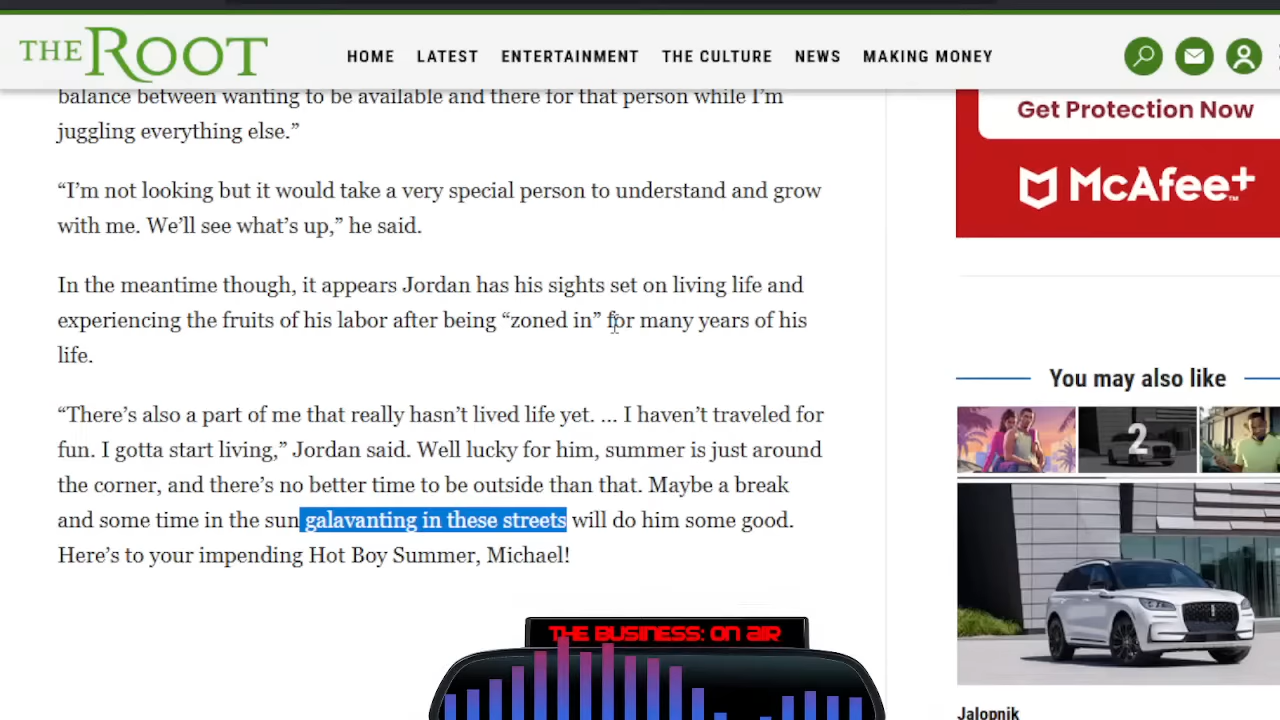 THE ROOT
HOME LATEST ENTERTAINMENT THE CULTURE NEWS MAKING MONEY
balance between wanting to be available and there for that person while I’m
juggling everything else.”
“I’m not looking but it would take a very special person to understand and grow
with me. We’ll see what’s up,” he said.
In the meantime though, it appears Jordan has his sights set on living life and
experiencing the fruits of his labor after being “zoned in” for many years of his
life.
“There’s also a part of me that really hasn’t lived life yet. … I haven’t traveled for
fun. I gotta start living,” Jordan said. Well lucky for him, summer is just around
the corner, and there’s no better time to be outside than that. Maybe a break
and some time in the sun galavanting in these streets will do him some good.
Here’s to your impending Hot Boy Summer, Michael!
THE BUSINESS: ON AIR
Get Protection Now
McAfee+™
You may also like
2
Jalopnik